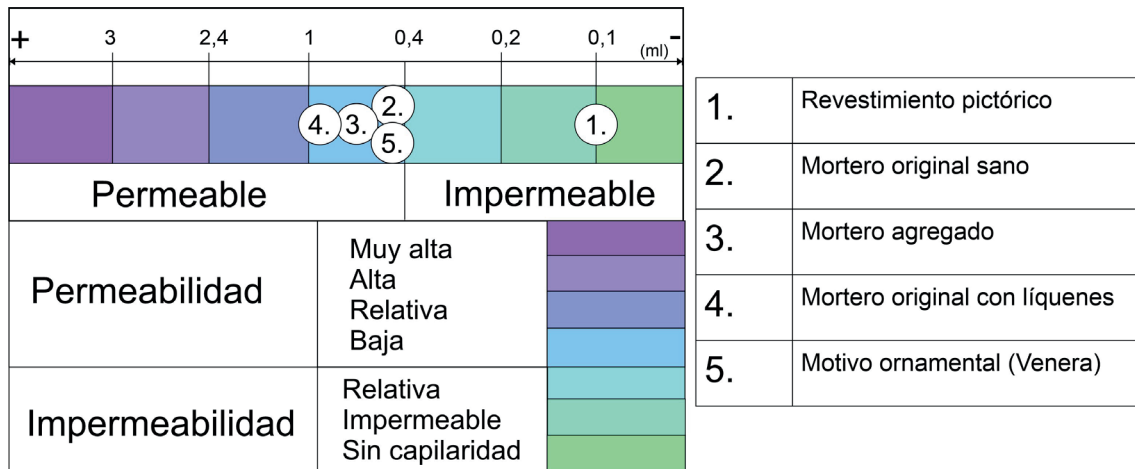 + 3 2,4 1 0,4 0,2 0,1 -
(ml)
4. 3. 2. 5. 1.
Permeable Impermeable
Permeabilidad
Muy alta
Alta
Relativa
Baja
Impermeabilidad
Relativa
Impermeable
Sin capilaridad
1. Revestimiento pictórico
2. Mortero original sano
3. Mortero agregado
4. Mortero original con líquenes
5. Motivo ornamental (Venera)